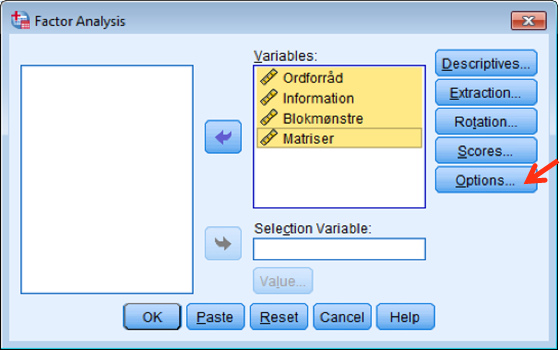 Factor Analysis
Variables:
Ordforråd
Information
Blokmønstre
Matriser
Descriptives...
Extraction...
Rotation...
Scores...
Options...
Selection Variable:
Value...
OK Paste Reset Cancel Help